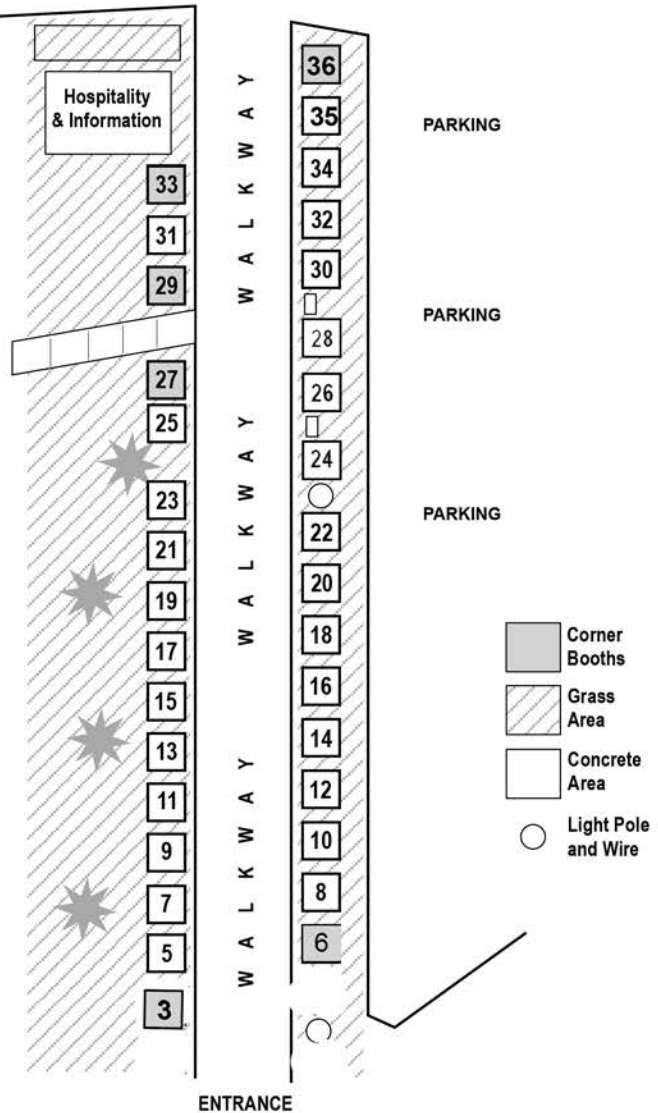 Hospitality
& Information
33
31
29
27
25
23
21
19
17
15
13
11
9
7
5
3
WALKWAY
WALKWAY
WALKWAY
36
35
34
32
30
28
26
24
22
20
18
16
14
12
10
8
6
PARKING
PARKING
PARKING
Corner
Booths
Grass
Area
Concrete
Area
Light Pole
and Wire
ENTRANCE